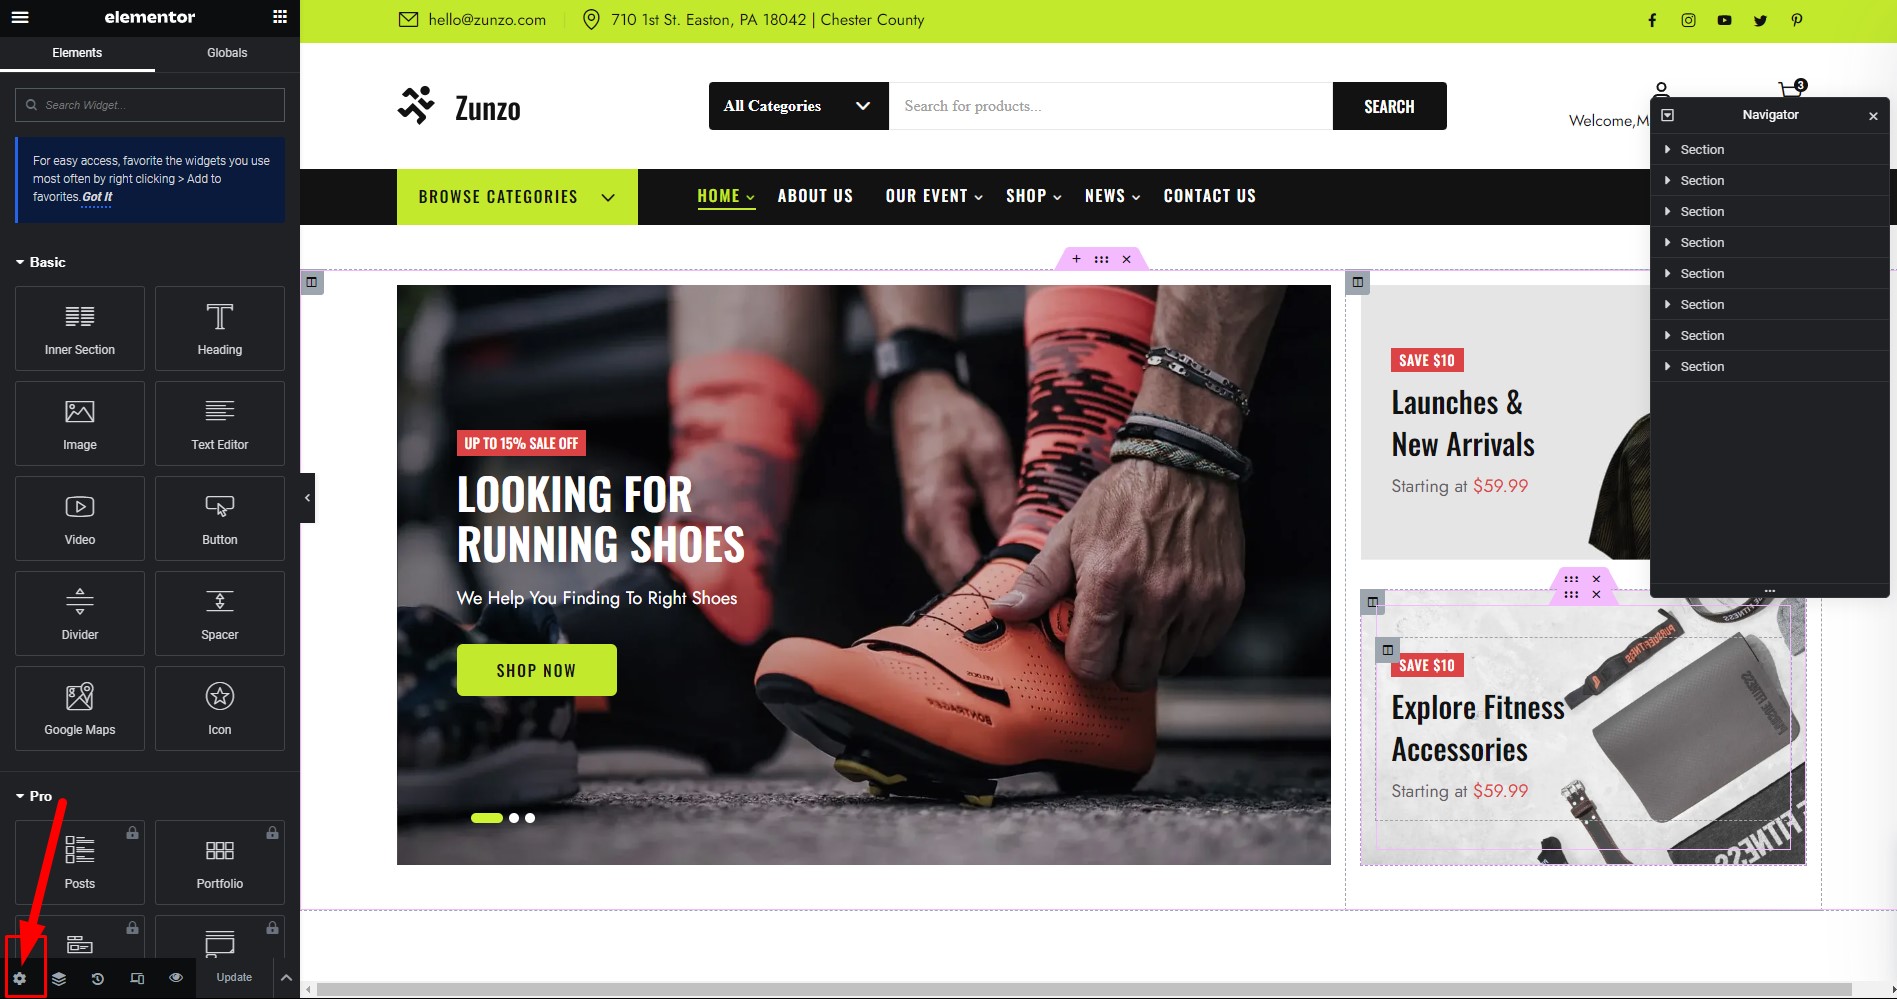 elementor
Elements
Globals
Search Widget...
For easy access, favorite the widgets you use
most often by right clicking > Add to
favorites. Got It
Basic
Inner Section
Heading
Image
Text Editor
Video
Button
Divider
Spacer
Google Maps
Icon
Pro
Posts
Portfolio
Update
hello@zunzo.com
710 1st St. Easton, PA 18042 | Chester County
Zunzo
All Categories
Search for products...
SEARCH
3
Welcome,M
BROWSE CATEGORIES
HOME
ABOUT US
OUR EVENT
SHOP
NEWS
CONTACT US
UP TO 15% SALE OFF
LOOKING FOR
RUNNING SHOES
We Help You Finding To Right Shoes
SHOP NOW
BONTRAGER
SAVE $10
Launches &
New Arrivals
Starting at $59.99
SAVE $10
Explore Fitness
Accessories
Starting at $59.99
PURSUE FITNESS
FITNESS
Navigator
Section
Section
Section
Section
Section
Section
Section
Section